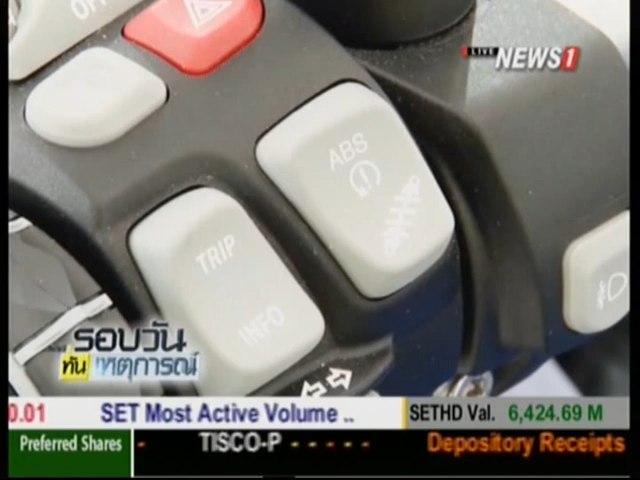 OFF
LIVE NEWS1
ABS
TRIP
INFO
รอบวัน
ทัน เหตุการณ์
0.01 SET Most Active Volume .. SETHD Val. 6,424.69 M
Preferred Shares - TISCO-P - - - - - Depository Receipts